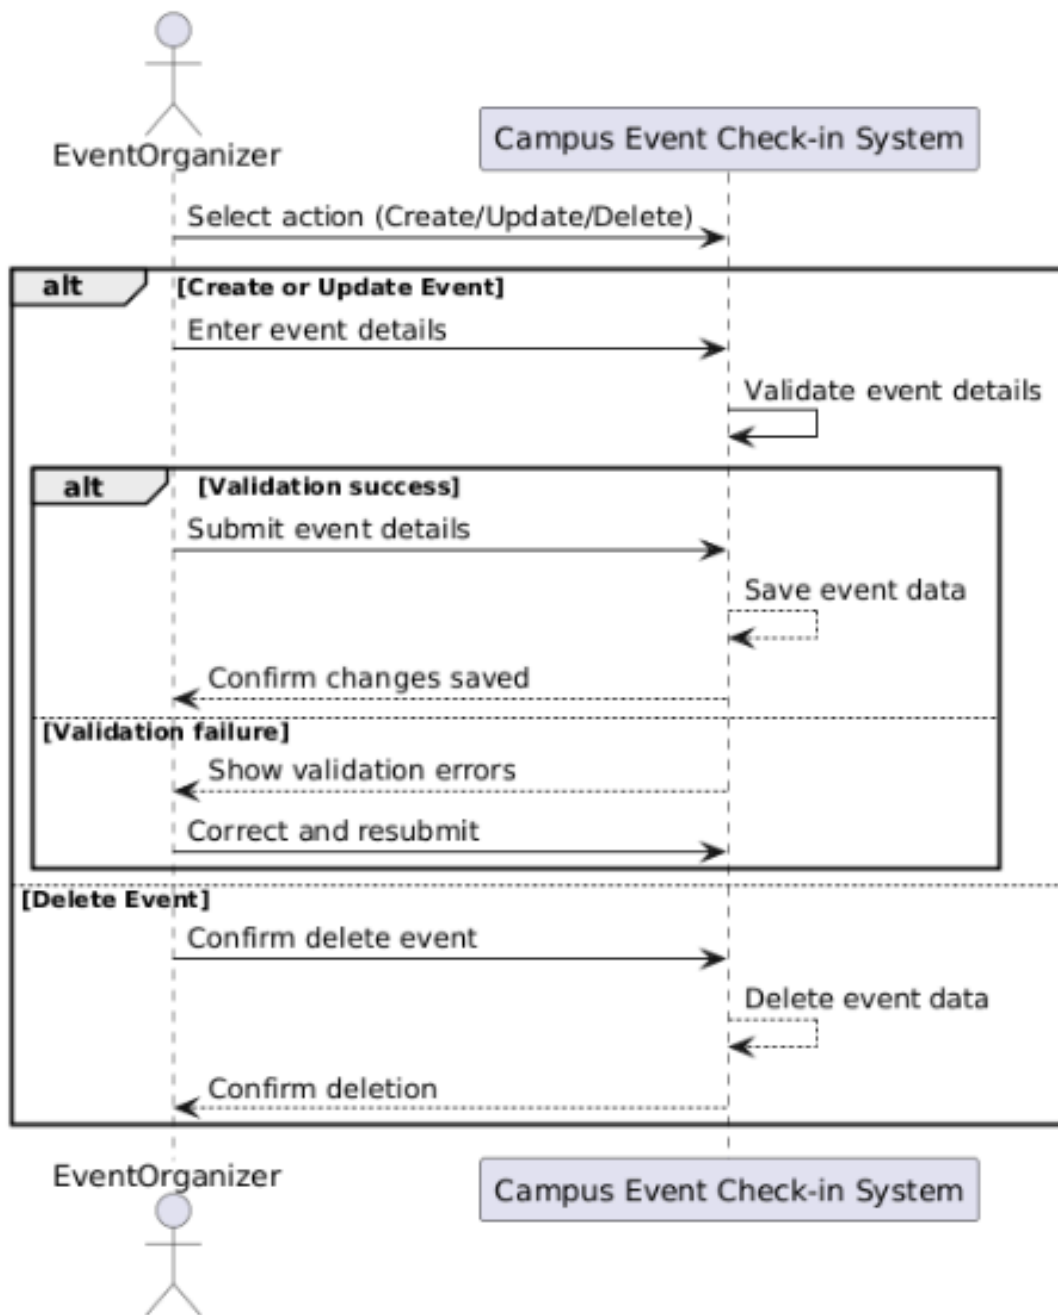 EventOrganizer
Campus Event Check-in System
Select action (Create/Update/Delete)
alt
[Create or Update Event]
Enter event details
Validate event details
alt
[Validation success]
Submit event details
Save event data
Confirm changes saved
[Validation failure]
Show validation errors
Correct and resubmit
[Delete Event]
Confirm delete event
Delete event data
Confirm deletion
EventOrganizer
Campus Event Check-in System